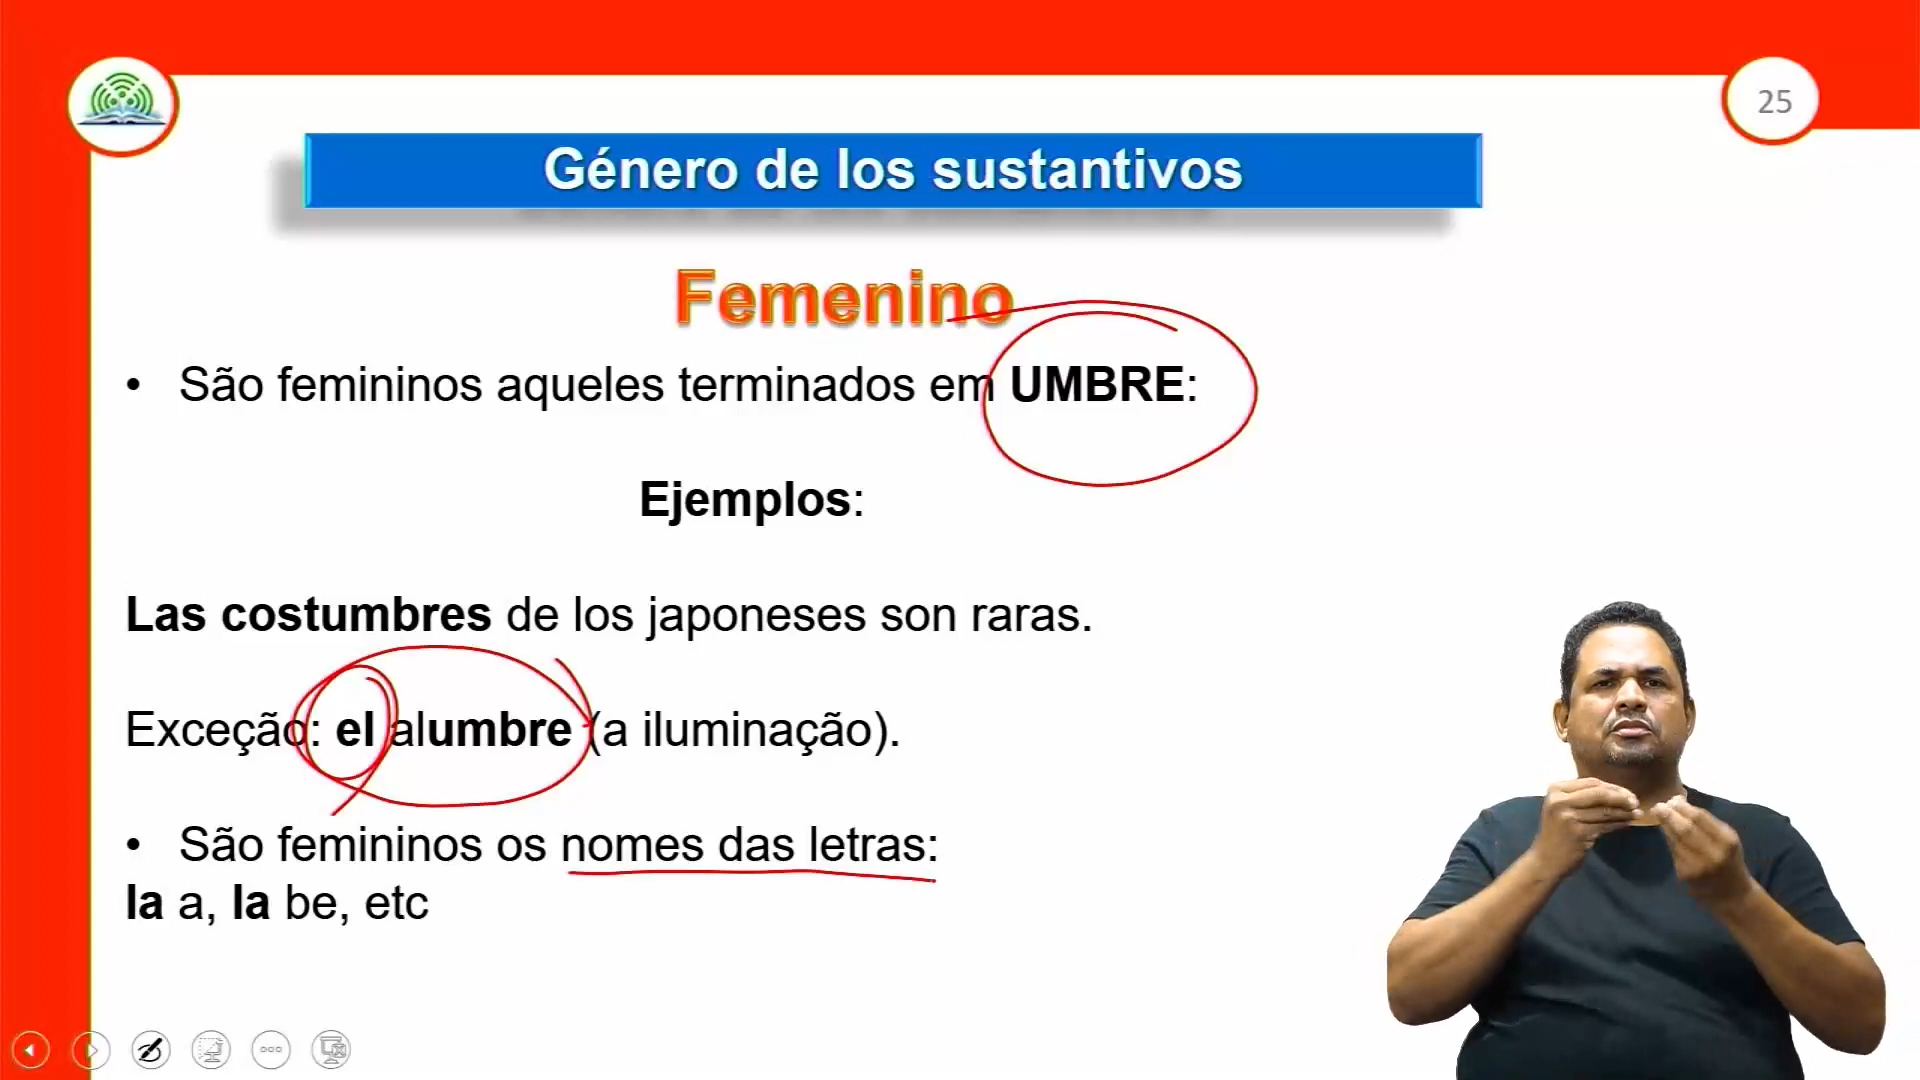 25
Género de los sustantivos
Femenino
• São femininos aqueles terminados em UMBRE:
Ejemplos:
Las costumbres de los japoneses son raras.
Exceção: el alumbre (a iluminação).
• São femininos os nomes das letras:
la a, la be, etc